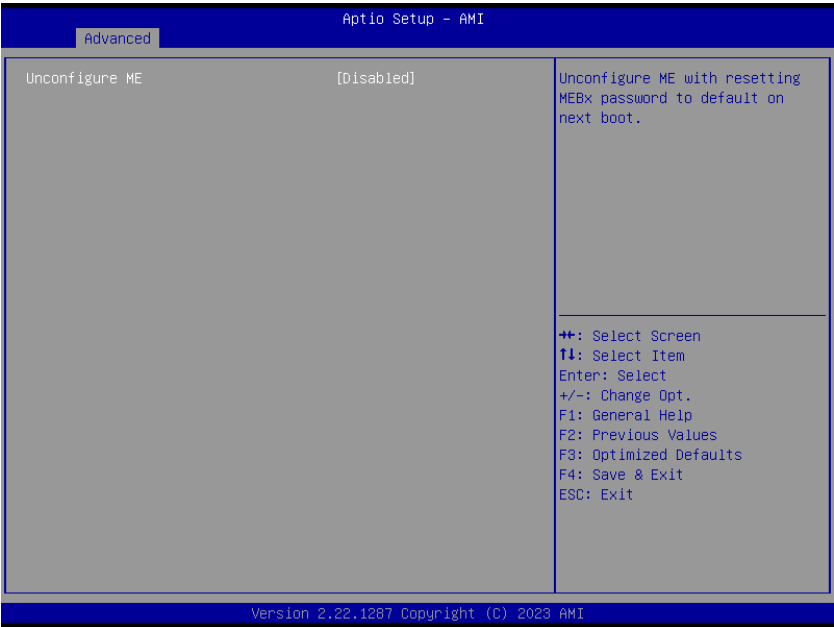 Aptio Setup – AMI
Advanced
Unconfigure ME [Disabled]
Unconfigure ME with resetting
MEBx password to default on
next boot.
→←: Select Screen
↑↓: Select Item
Enter: Select
+/-: Change Opt.
F1: General Help
F2: Previous Values
F3: Optimized Defaults
F4: Save & Exit
ESC: Exit
Version 2.22.1287 Copyright (C) 2023 AMI